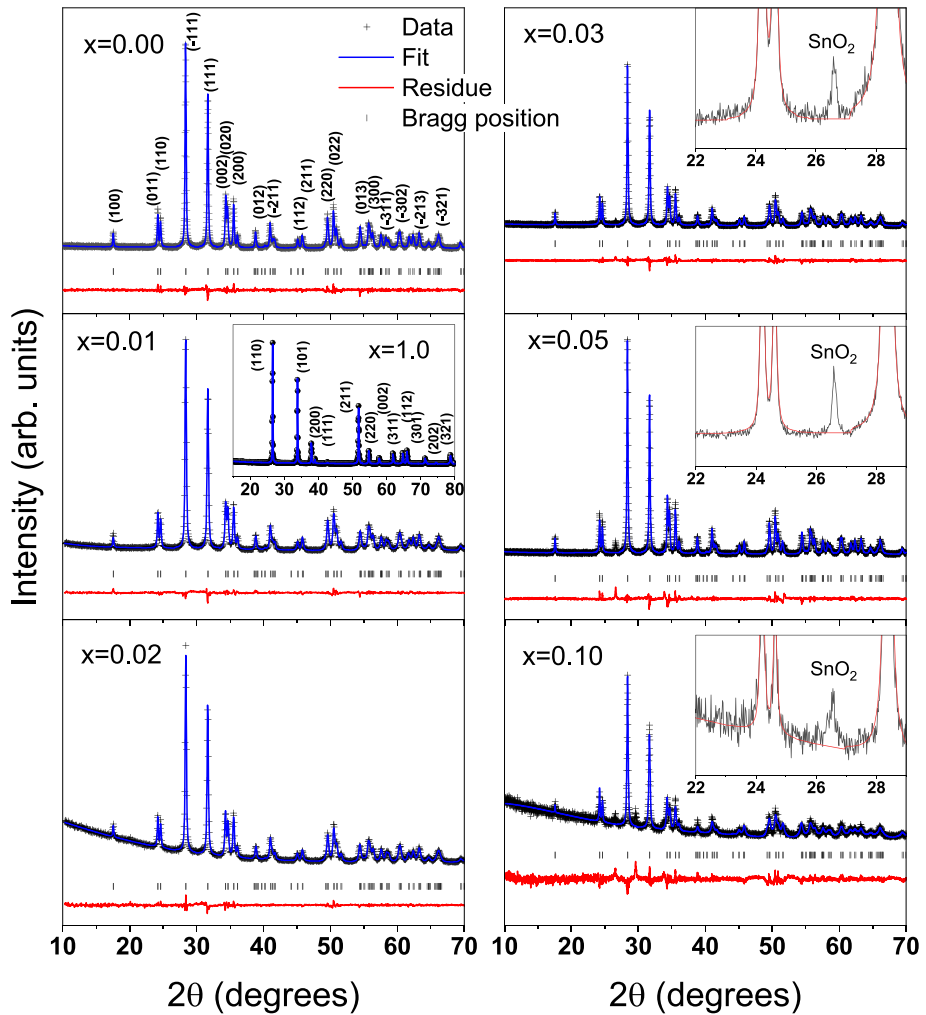 Intensity (arb. units)
x=0.00
+ Data
Fit
Residue
Bragg position
(100)
(011)
(110)
(-111)
(111)
(002)
(020)
(200)
(012)
(-211)
(112)
(211)
(220)
(022)
(013)
(300)
(-311)
(-302)
(-213)
(-321)
x=0.03
SnO₂
22 24 26 28
x=0.01
x=1.0
(110)
(101)
(200)
(111)
(211)
(220)
(002)
(311)
(112)
(301)
(202)
(321)
20 30 40 50 60 70 80
x=0.05
SnO₂
22 24 26 28
x=0.02
10 20 30 40 50 60 70
2θ (degrees)
x=0.10
SnO₂
22 24 26 28
10 20 30 40 50 60 70
2θ (degrees)